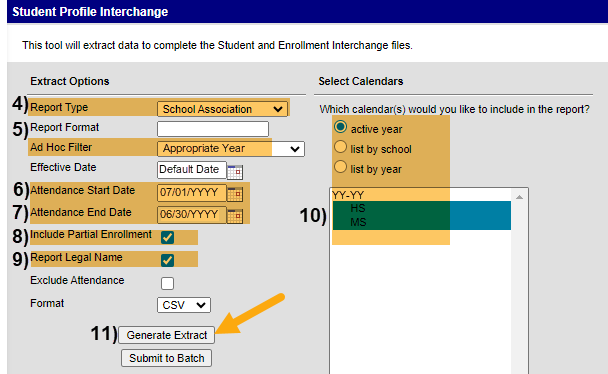 Student Profile Interchange
This tool will extract data to complete the Student and Enrollment Interchange files.
Extract Options
4) Report Type School Association
5) Report Format
Ad Hoc Filter Appropriate Year
Effective Date Default Date
6) Attendance Start Date 07/01/YYYY
7) Attendance End Date 06/30/YYYY
8) Include Partial Enrollment
9) Report Legal Name
Exclude Attendance
Format CSV
11) Generate Extract
Submit to Batch
Select Calendars
Which calendar(s) would you like to include in the report?
active year
list by school
list by year
10)
YY-YY
HS
MS